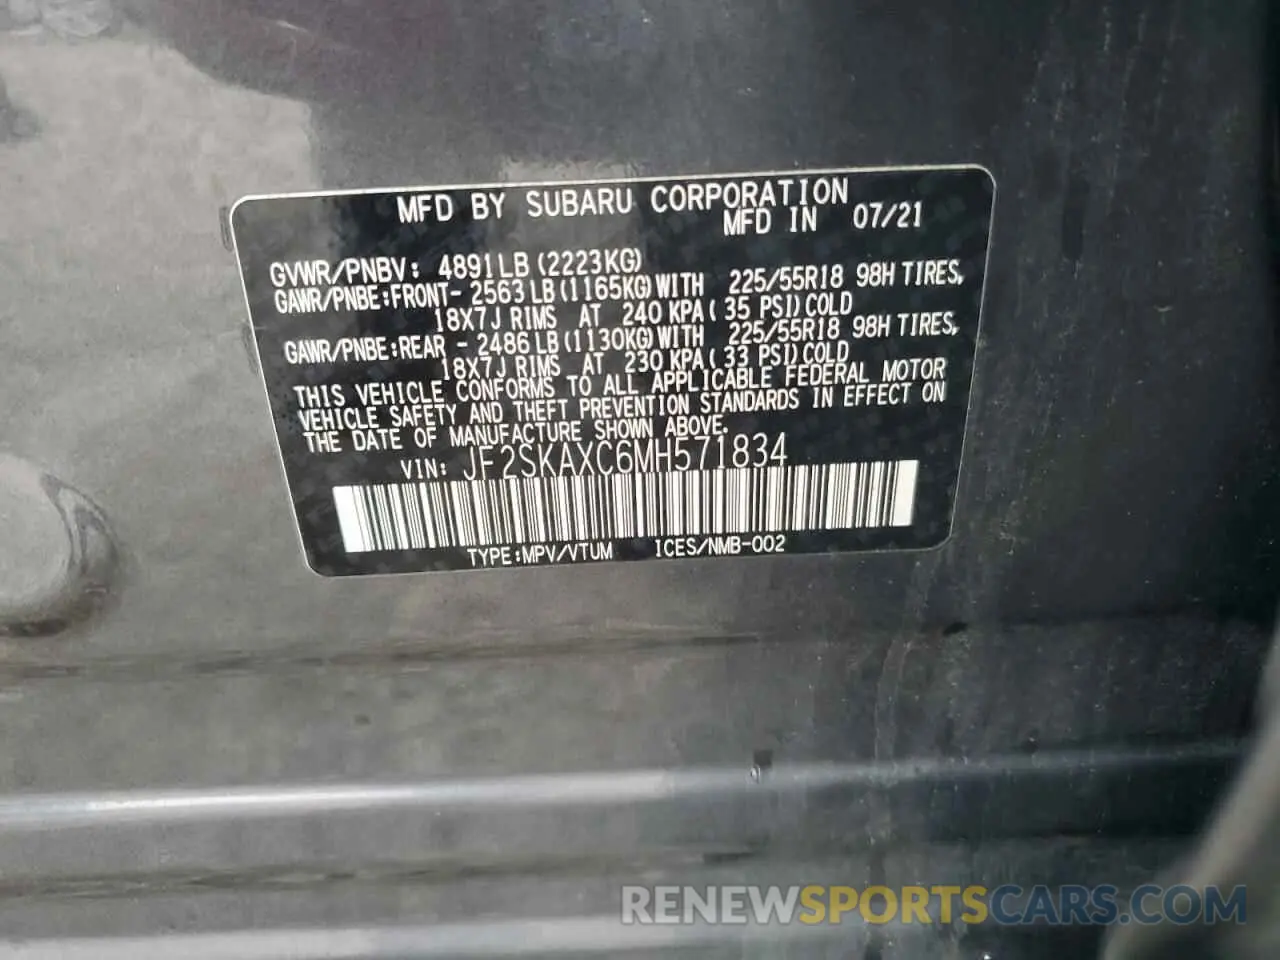 MFD BY SUBARU CORPORATION
MFD IN 07/21
GVWR/PNBV: 4891LB (2223KG)
GAWR/PNBE:FRONT- 2563LB(1165KG)WITH 225/55R18 98H TIRES,
18X7J RIMS AT 240 KPA( 35 PSI)COLD
GAWR/PNBE:REAR - 2486LB(1130KG)WITH 225/55R18 98H TIRES,
18X7J RIMS AT 230 KPA( 33 PSI)COLD
THIS VEHICLE CONFORMS TO ALL APPLICABLE FEDERAL MOTOR
VEHICLE SAFETY AND THEFT PREVENTION STANDARDS IN EFFECT ON
THE DATE OF MANUFACTURE SHOWN ABOVE.
VIN: JF2SKAXC6MH571834
TYPE:MPV/VTUM ICES/NMB-002
RENEWSPORTSCARS.COM